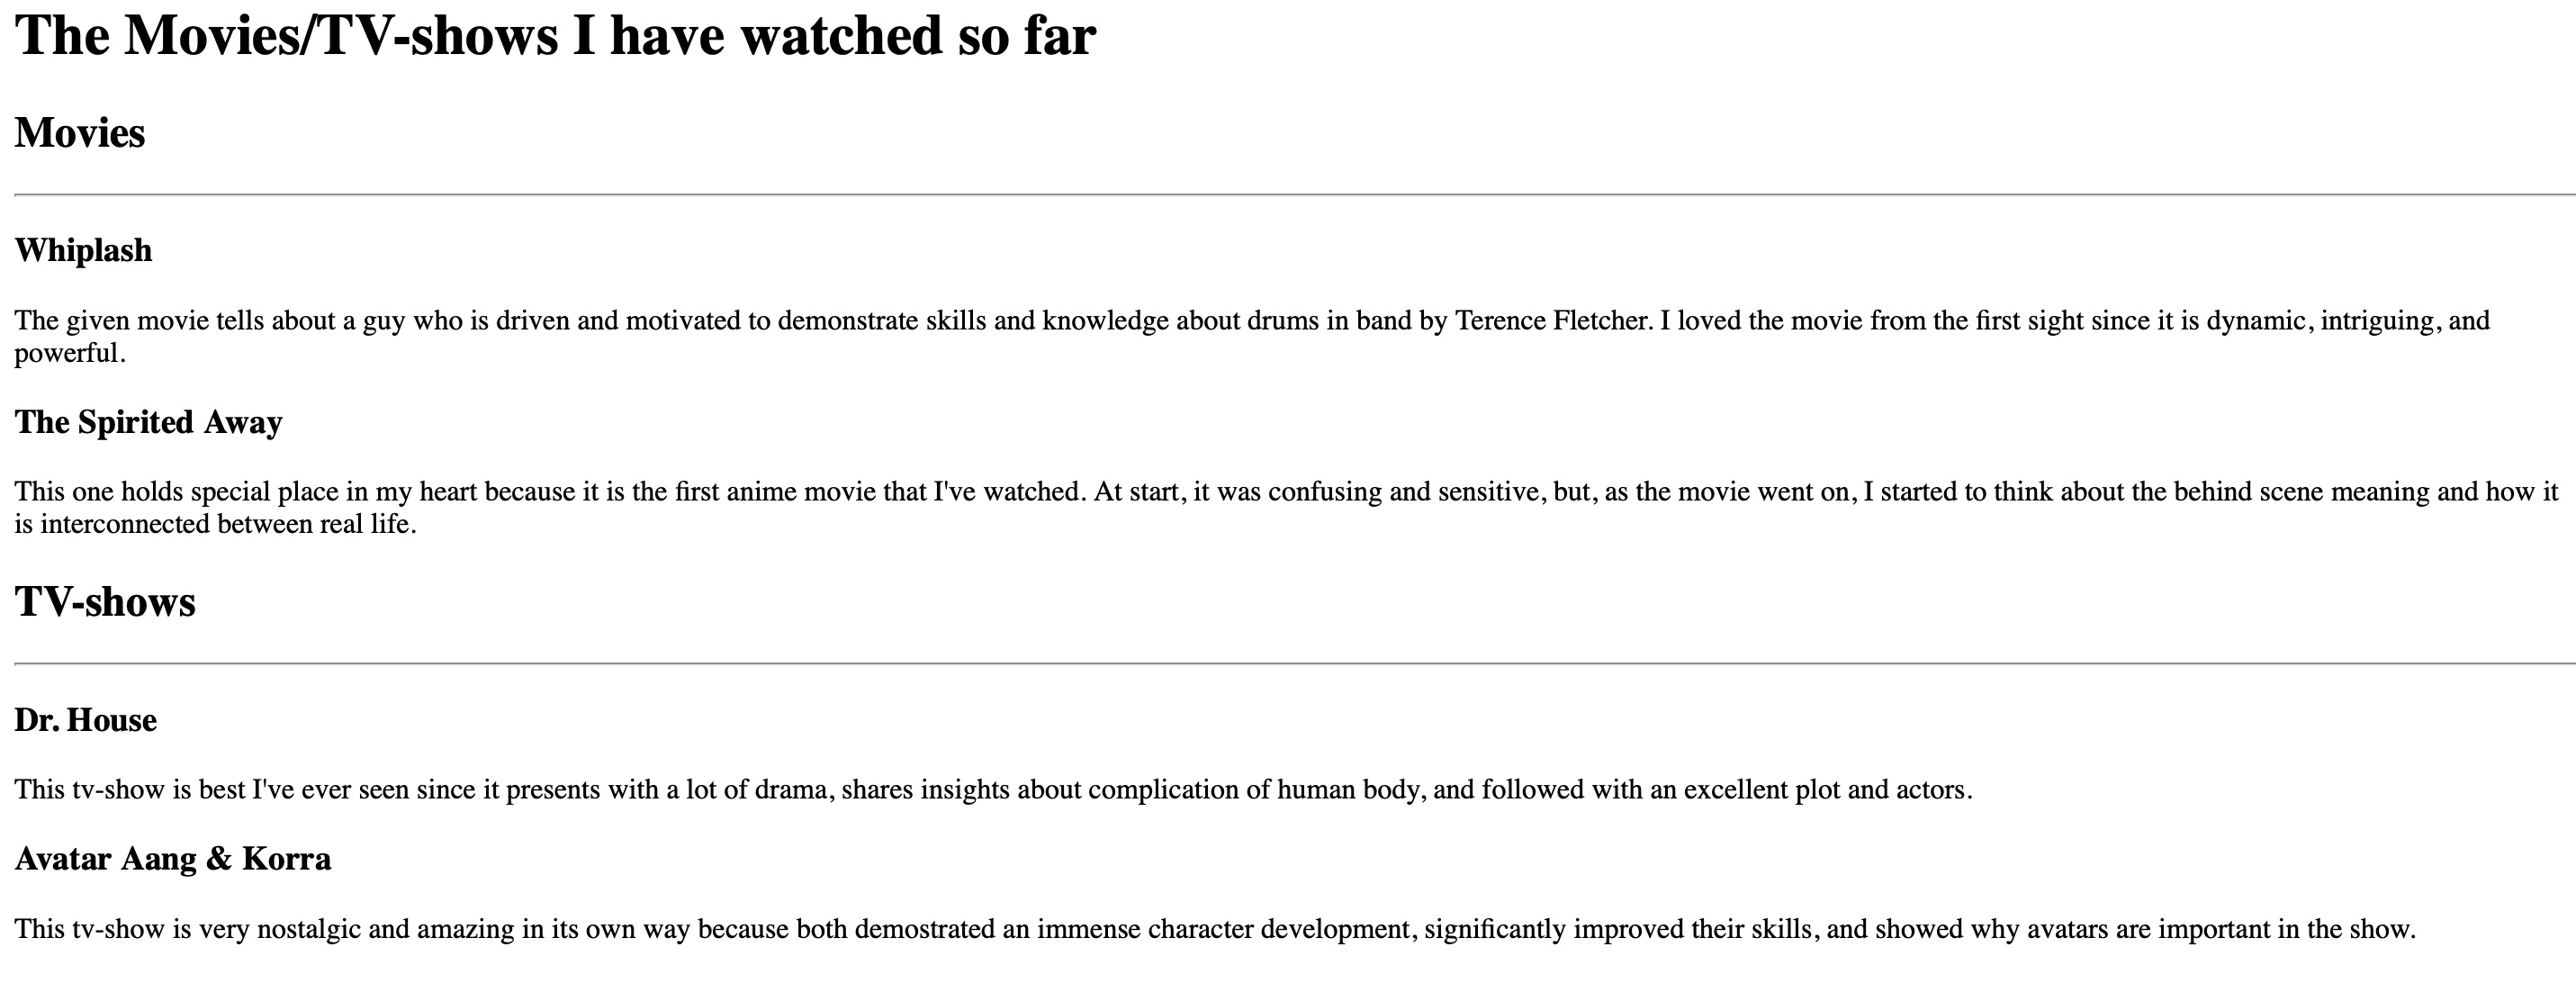 The Movies/TV-shows I have watched so far
Movies
Whiplash
The given movie tells about a guy who is driven and motivated to demonstrate skills and knowledge about drums in band by Terence Fletcher. I loved the movie from the first sight since it is dynamic, intriguing, and
powerful.
The Spirited Away
This one holds special place in my heart because it is the first anime movie that I've watched. At start, it was confusing and sensitive, but, as the movie went on, I started to think about the behind scene meaning and how it
is interconnected between real life.
TV-shows
Dr. House
This tv-show is best I've ever seen since it presents with a lot of drama, shares insights about complication of human body, and followed with an excellent plot and actors.
Avatar Aang & Korra
This tv-show is very nostalgic and amazing in its own way because both demostrated an immense character development, significantly improved their skills, and showed why avatars are important in the show.